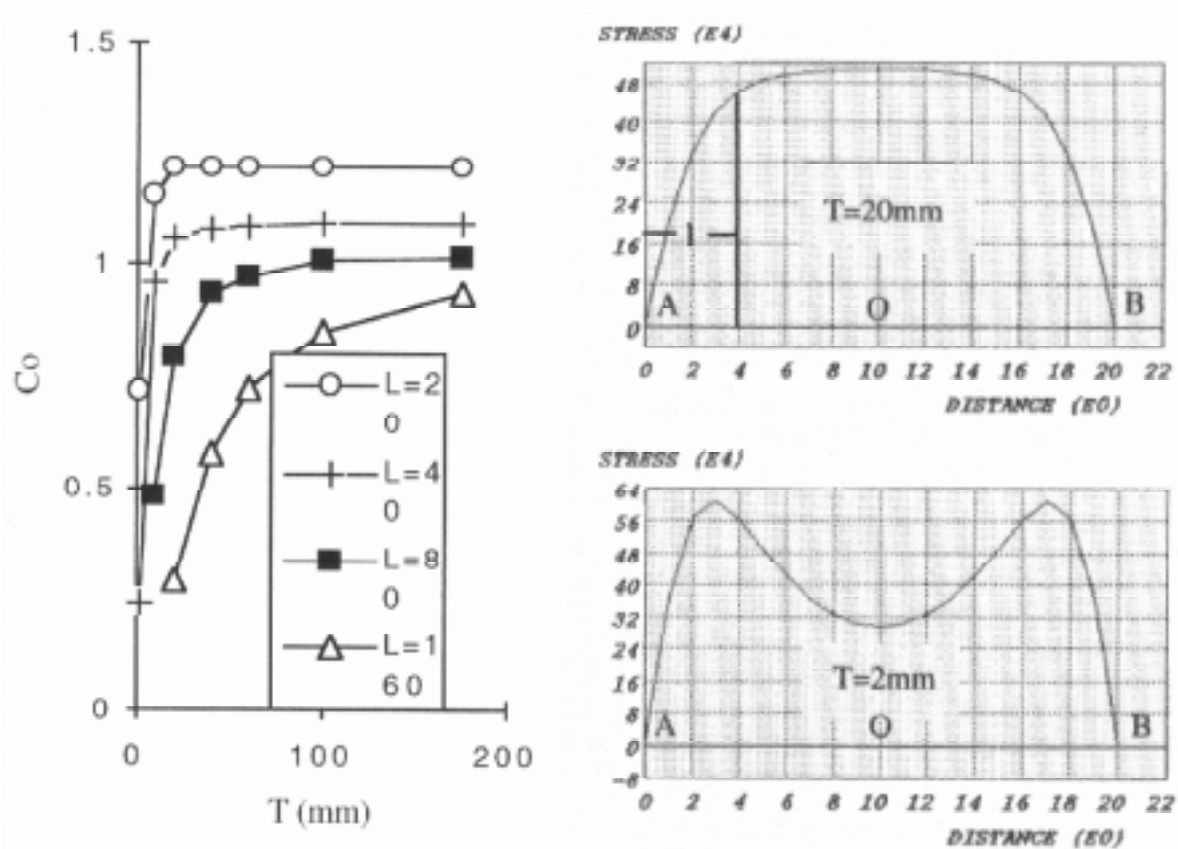 1.5
1
0.5
0
Co
0 100 200
T (mm)
L=2
0
L=4
0
L=8
0
L=1
60
STRESS (E4)
48
40
32
24
16
8
0
T=20mm
1
A O B
0 2 4 6 8 10 12 14 16 18 20 22
DISTANCE (E0)
STRESS (E4)
64
56
48
40
32
24
16
8
0
-8
T=2mm
A O B
0 2 4 6 8 10 12 14 16 18 20 22
DISTANCE (E0)